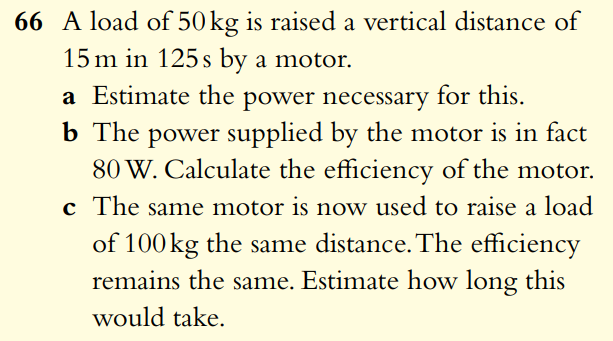 66 A load of 50 kg is raised a vertical distance of
15 m in 125 s by a motor.
a Estimate the power necessary for this.
b The power supplied by the motor is in fact
80 W. Calculate the efficiency of the motor.
c The same motor is now used to raise a load
of 100 kg the same distance. The efficiency
remains the same. Estimate how long this
would take.